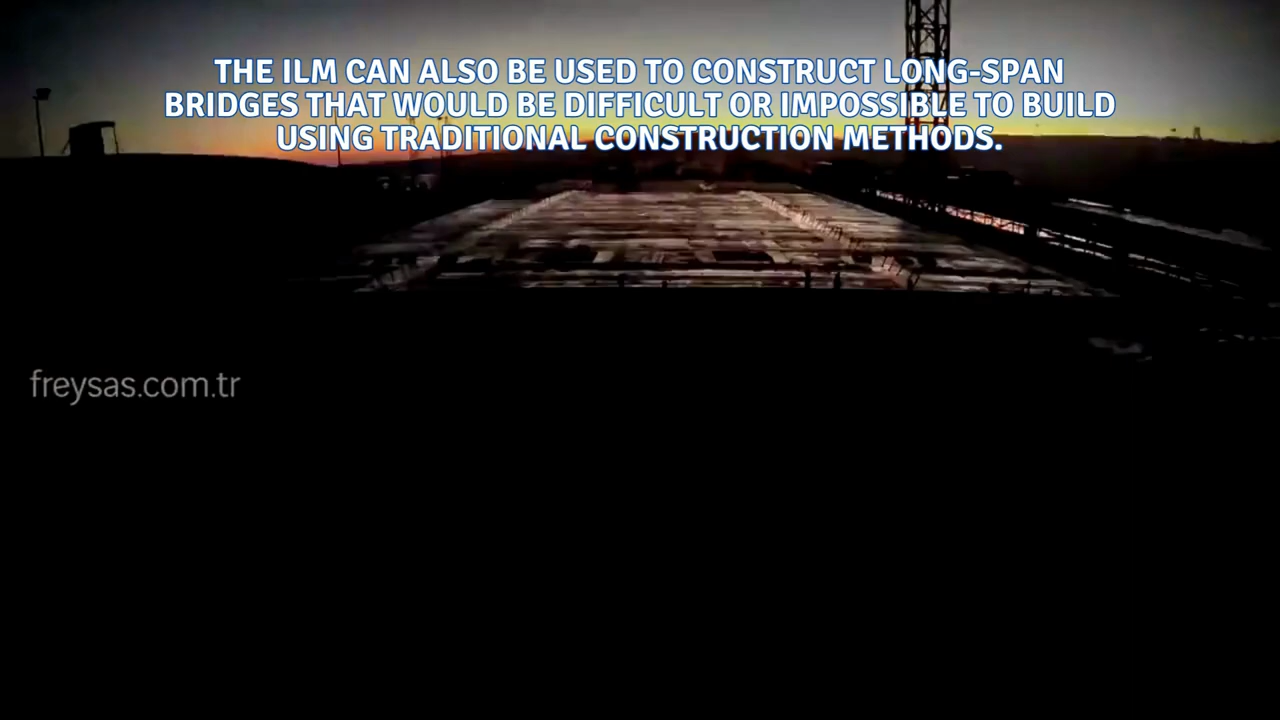 THE ILM CAN ALSO BE USED TO CONSTRUCT LONG-SPAN
BRIDGES THAT WOULD BE DIFFICULT OR IMPOSSIBLE TO BUILD
USING TRADITIONAL CONSTRUCTION METHODS.
freysas.com.tr